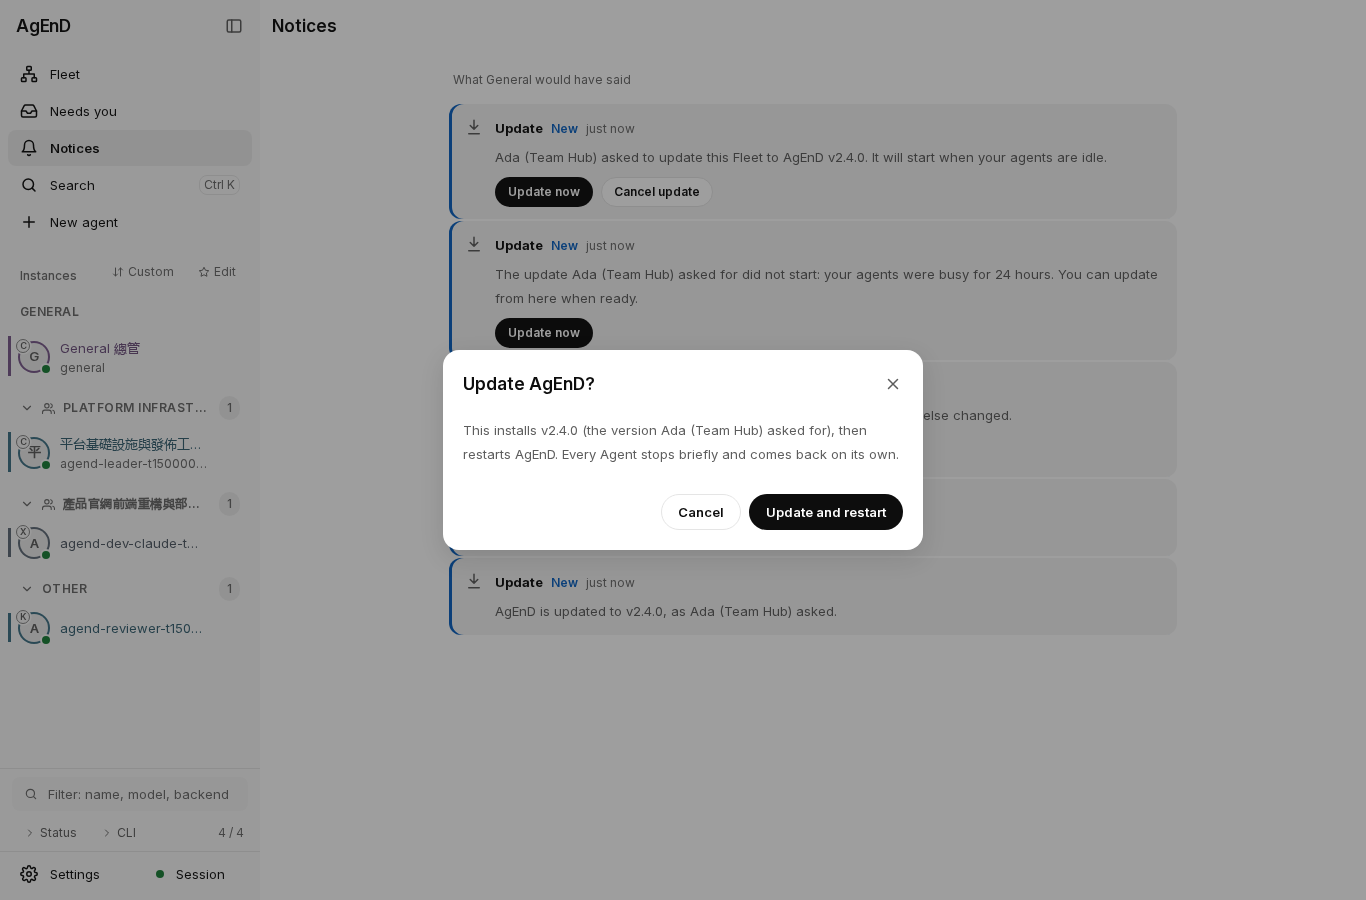 AgEnD
Notices
Fleet
Needs you
Notices
Search
Ctrl K
New agent
Instances
Custom
Edit
GENERAL
C
G
General 總管
general
PLATFORM INFRAST...
1
C
平
平台基礎設施與發佈工...
agend-leader-t150000...
產品官網前端重構與部...
1
X
A
agend-dev-claude-t...
OTHER
1
K
A
agend-reviewer-t150...
Filter: name, model, backend
Status
CLI
4 / 4
Settings
Session
What General would have said
Update New just now
Ada (Team Hub) asked to update this Fleet to AgEnD v2.4.0. It will start when your agents are idle.
Update now
Cancel update
Update New just now
The update Ada (Team Hub) asked for did not start: your agents were busy for 24 hours. You can update
from here when ready.
Update now
else changed.
Update AgEnD?
This installs v2.4.0 (the version Ada (Team Hub) asked for), then
restarts AgEnD. Every Agent stops briefly and comes back on its own.
Cancel
Update and restart
Update New just now
AgEnD is updated to v2.4.0, as Ada (Team Hub) asked.